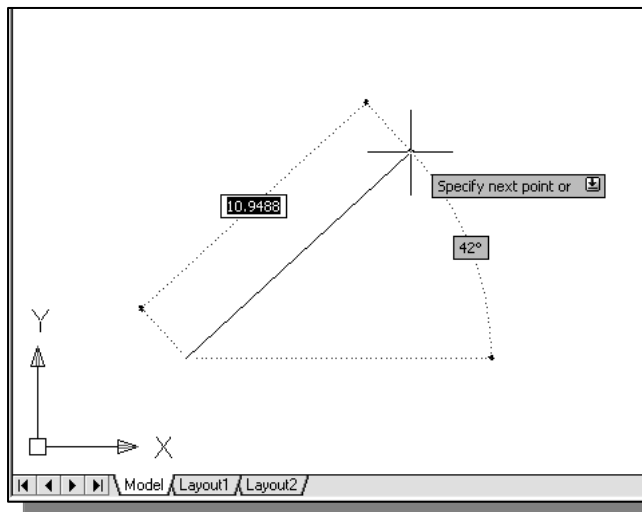 10.9488
Specify next point or
42°
Y
X
Model Layout1 Layout2